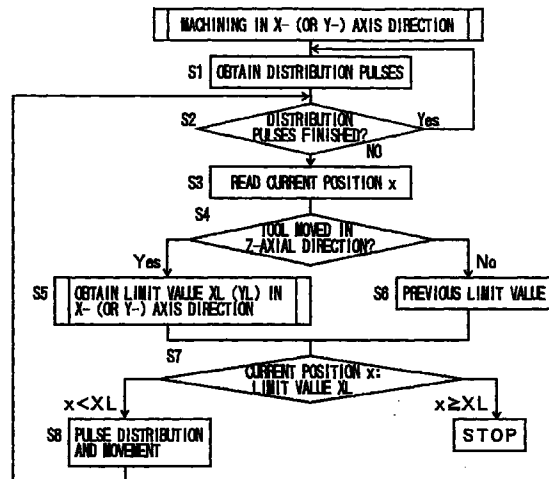 MACHINING IN X- (OR Y-) AXIS DIRECTION
S1
OBTAIN DISTRIBUTION PULSES
S2
DISTRIBUTION
PULSES FINISHED?
Yes
NO
S3
READ CURRENT POSITION x
S4
TOOL MOVED IN
Z-AXIAL DIRECTION?
Yes
No
S5
OBTAIN LIMIT VALUE XL (YL) IN
X- (OR Y-) AXIS DIRECTION
S6
PREVIOUS LIMIT VALUE
S7
CURRENT POSITION x:
LIMIT VALUE XL
x<XL
x≥XL
S8
PULSE DISTRIBUTION
AND MOVEMENT
STOP